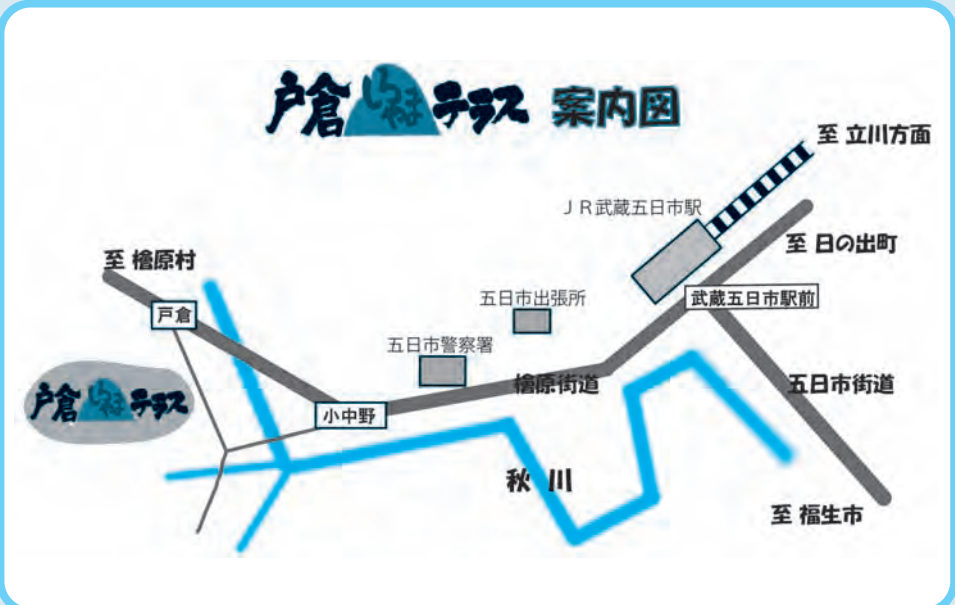 戸倉しろやまテラス 案内図
至 立川方面
JR武蔵五日市駅
至 日の出町
至 檜原村
武蔵五日市駅前
五日市出張所
戸倉
五日市警察署
檜原街道
五日市街道
戸倉しろやまテラス
小中野
秋 川
至 福生市